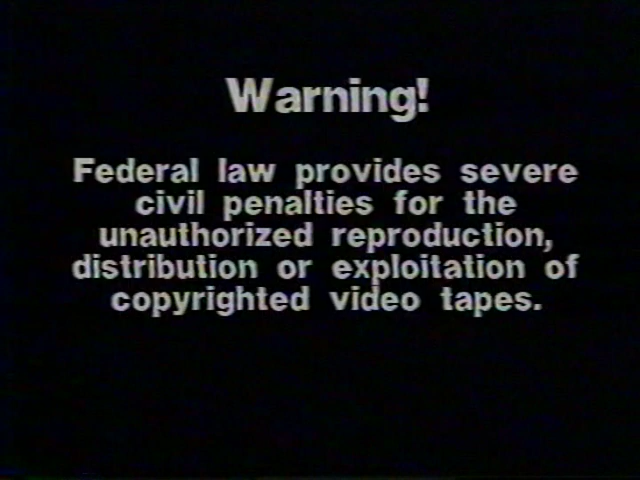 Warning!
Federal law provides severe
civil penalties for the
unauthorized reproduction,
distribution or exploitation of
copyrighted video tapes.